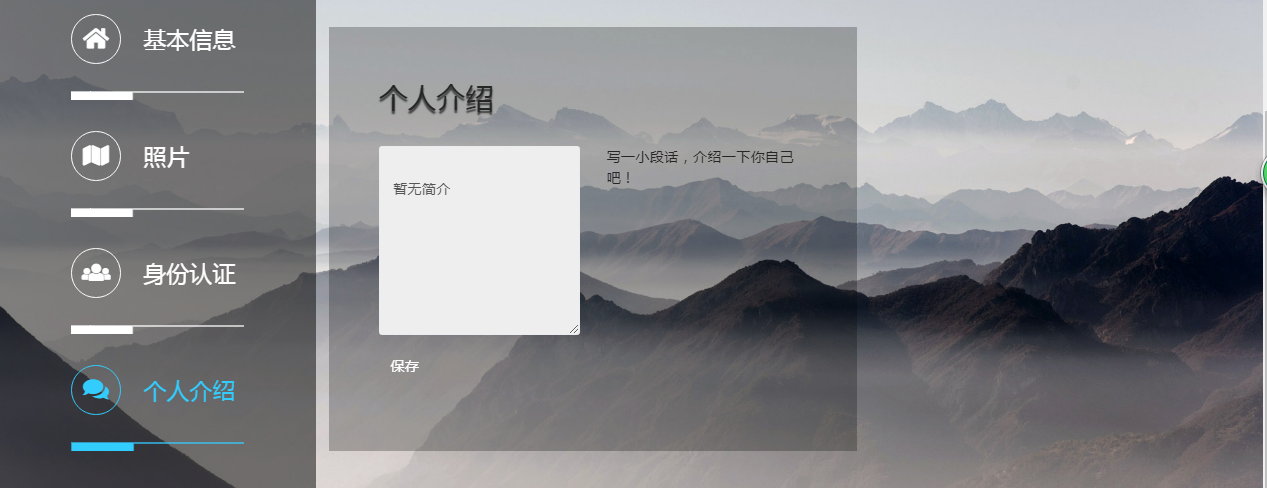 基本信息
照片
身份认证
个人介绍
个人介绍
暂无简介
写一小段话，介绍一下你自己
吧！
保存